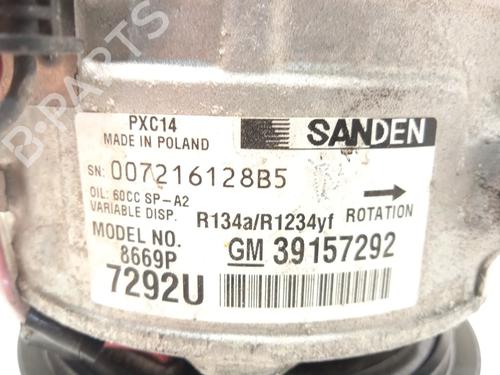 PXC14
MADE IN POLAND
SANDEN
SN: 007216128B5
OIL: 60CC SP-A2
VARIABLE DISP.
R134a/R1234yf
ROTATION
MODEL NO.
8669P
GM 39157292
7292U
B-PARTS